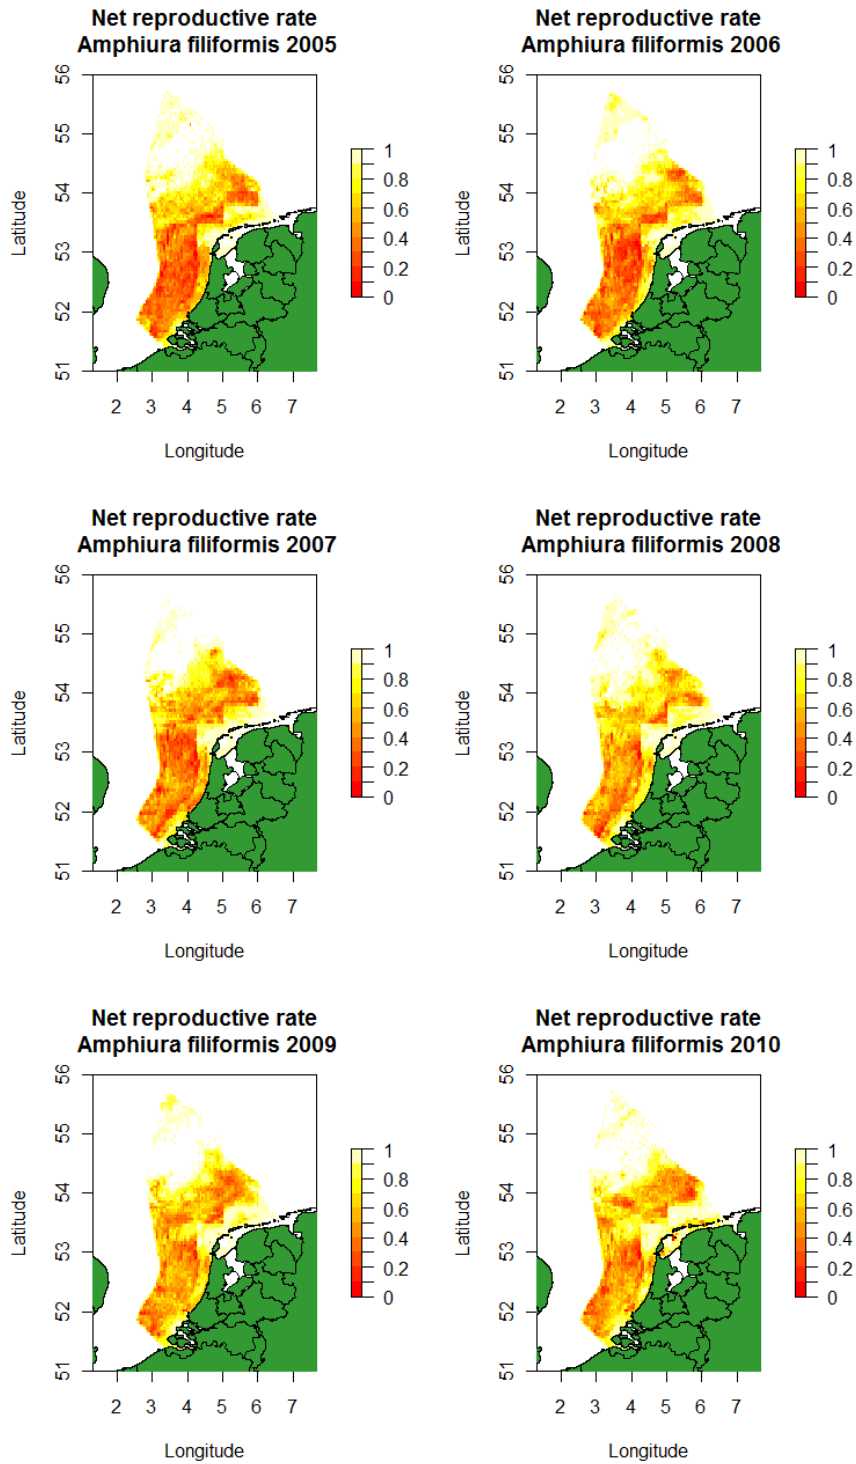 Net reproductive rate
Amphiura filiformis 2005
56
55
54
53
52
51
Latitude
2 3 4 5 6 7
Longitude
1
0.8
0.6
0.4
0.2
0
Net reproductive rate
Amphiura filiformis 2006
56
55
54
53
52
51
Latitude
2 3 4 5 6 7
Longitude
1
0.8
0.6
0.4
0.2
0
Net reproductive rate
Amphiura filiformis 2007
56
55
54
53
52
51
Latitude
2 3 4 5 6 7
Longitude
1
0.8
0.6
0.4
0.2
0
Net reproductive rate
Amphiura filiformis 2008
56
55
54
53
52
51
Latitude
2 3 4 5 6 7
Longitude
1
0.8
0.6
0.4
0.2
0
Net reproductive rate
Amphiura filiformis 2009
56
55
54
53
52
51
Latitude
2 3 4 5 6 7
Longitude
1
0.8
0.6
0.4
0.2
0
Net reproductive rate
Amphiura filiformis 2010
56
55
54
53
52
51
Latitude
2 3 4 5 6 7
Longitude
1
0.8
0.6
0.4
0.2
0